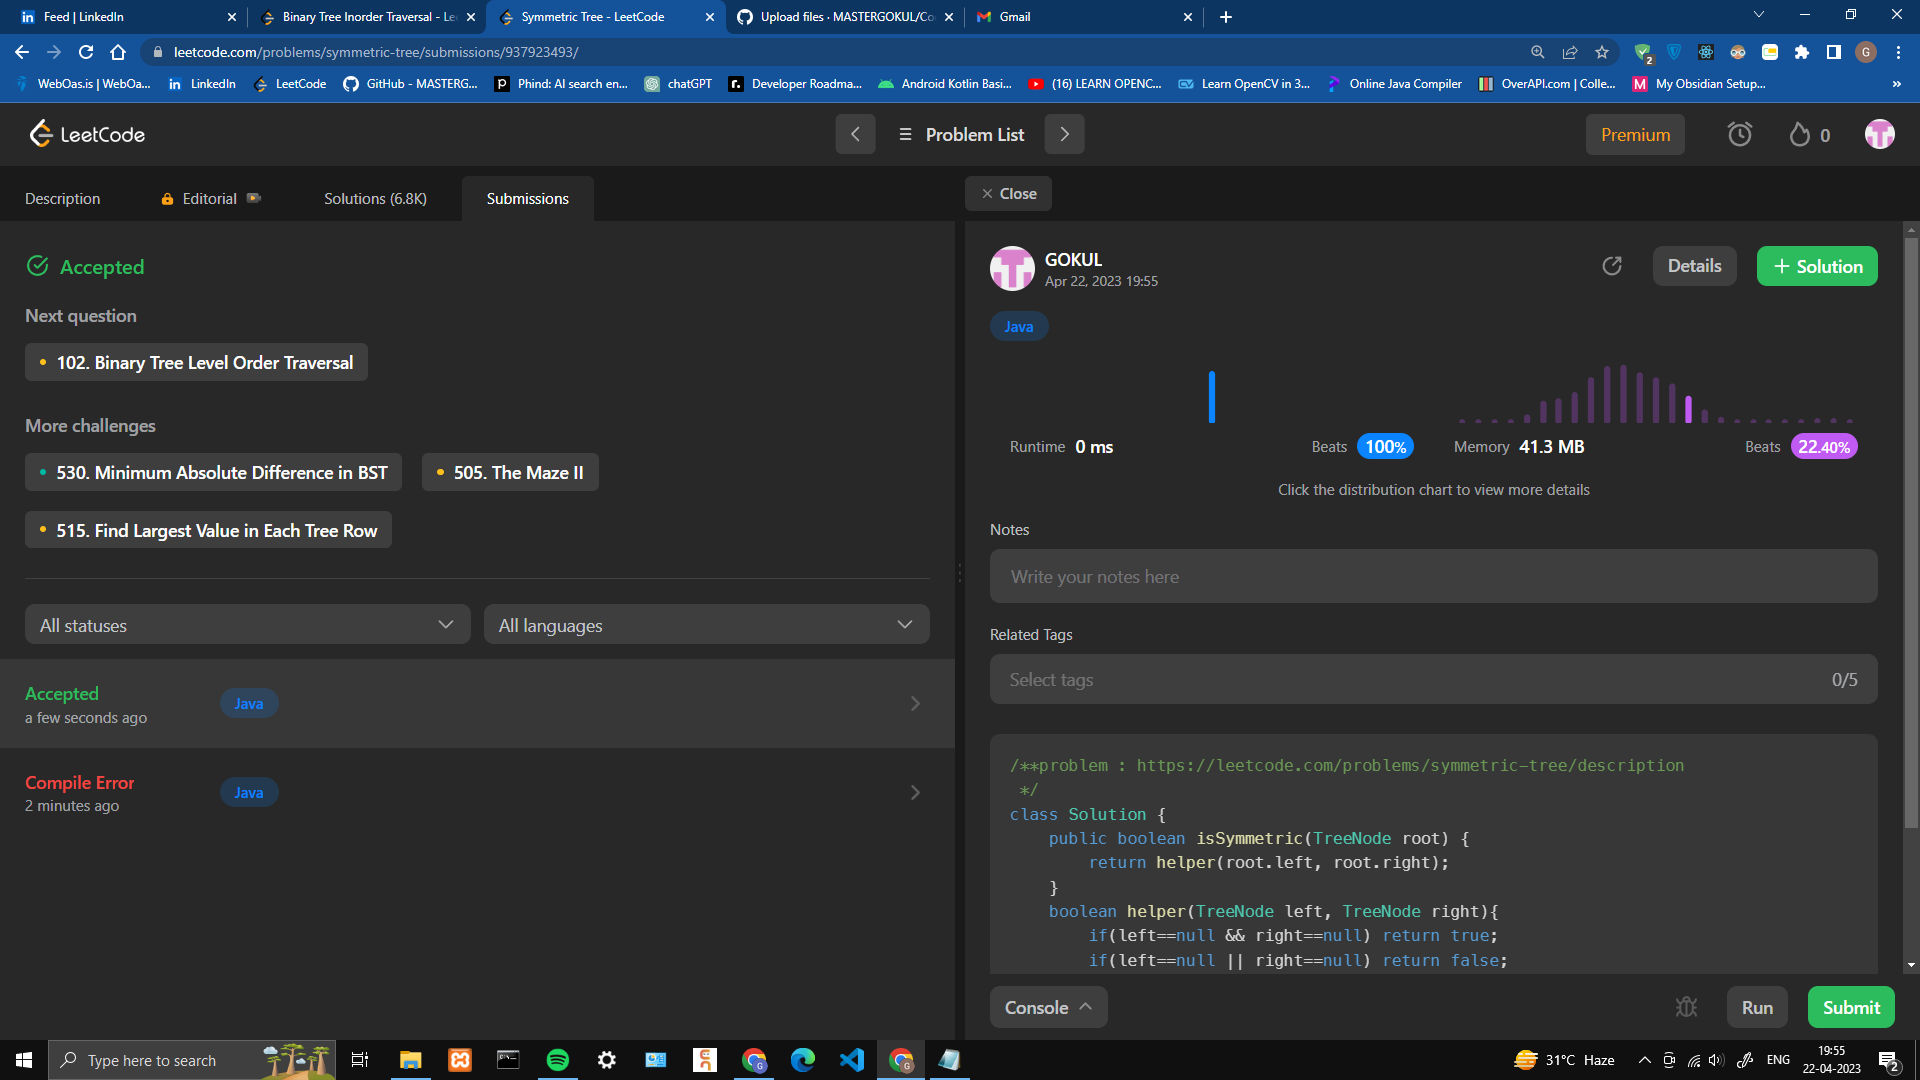 Feed | LinkedIn
Binary Tree Inorder Traversal - Le
Symmetric Tree - LeetCode
Upload files · MASTERGOKUL/Co
Gmail
leetcode.com/problems/symmetric-tree/submissions/937923493/
2
G
WebOas.is | WebOa...
LinkedIn
LeetCode
GitHub - MASTERG...
Phind: AI search en...
chatGPT
Developer Roadma...
Android Kotlin Basi...
(16) LEARN OPENC...
Learn OpenCV in 3...
Online Java Compiler
OverAPI.com | Colle...
My Obsidian Setup...
»
LeetCode
Problem List
Premium
0
Description
Editorial
Solutions (6.8K)
Submissions
Close
Accepted
Next question
102. Binary Tree Level Order Traversal
More challenges
530. Minimum Absolute Difference in BST
505. The Maze II
515. Find Largest Value in Each Tree Row
All statuses
All languages
Accepted
a few seconds ago
Java
Compile Error
2 minutes ago
Java
GOKUL
Apr 22, 2023 19:55
Details
+ Solution
Java
Runtime 0 ms
Beats 100%
Memory 41.3 MB
Beats 22.40%
Click the distribution chart to view more details
Notes
Write your notes here
Related Tags
Select tags
0/5
/**problem : https://leetcode.com/problems/symmetric-tree/description
*/
class Solution {
public boolean isSymmetric(TreeNode root) {
return helper(root.left, root.right);
}
boolean helper(TreeNode left, TreeNode right){
if(left==null && right==null) return true;
if(left==null || right==null) return false;
Console
Run
Submit
Type here to search
31°C Haze
ENG
19:55
22-04-2023
2